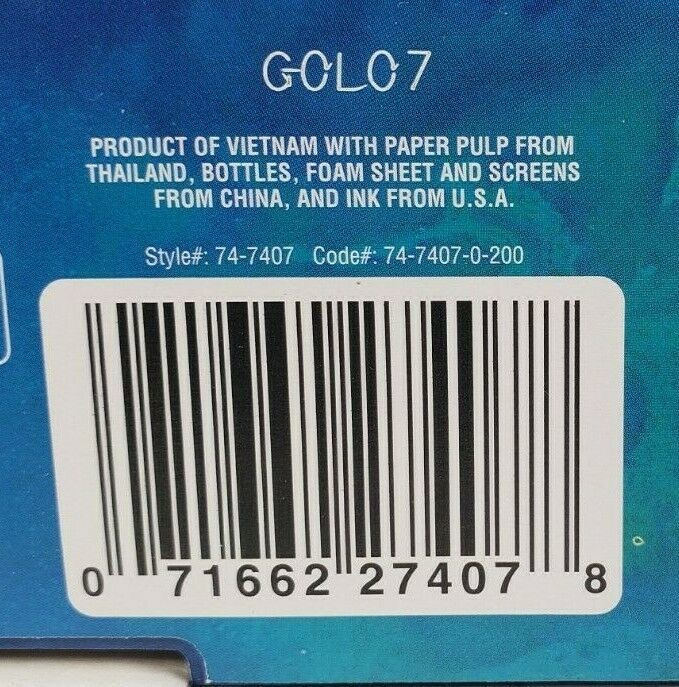 GOLO7
PRODUCT OF VIETNAM WITH PAPER PULP FROM
THAILAND, BOTTLES, FOAM SHEET AND SCREENS
FROM CHINA, AND INK FROM U.S.A.
Style#: 74-7407 Code#: 74-7407-0-200
0 71662 27407 8